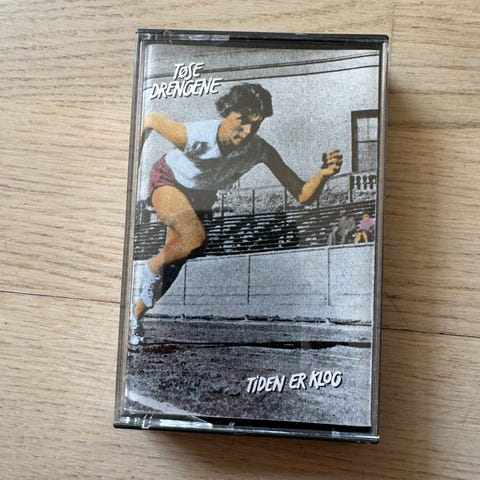 TØSE
DRENGENE
TIDEN ER KLOG